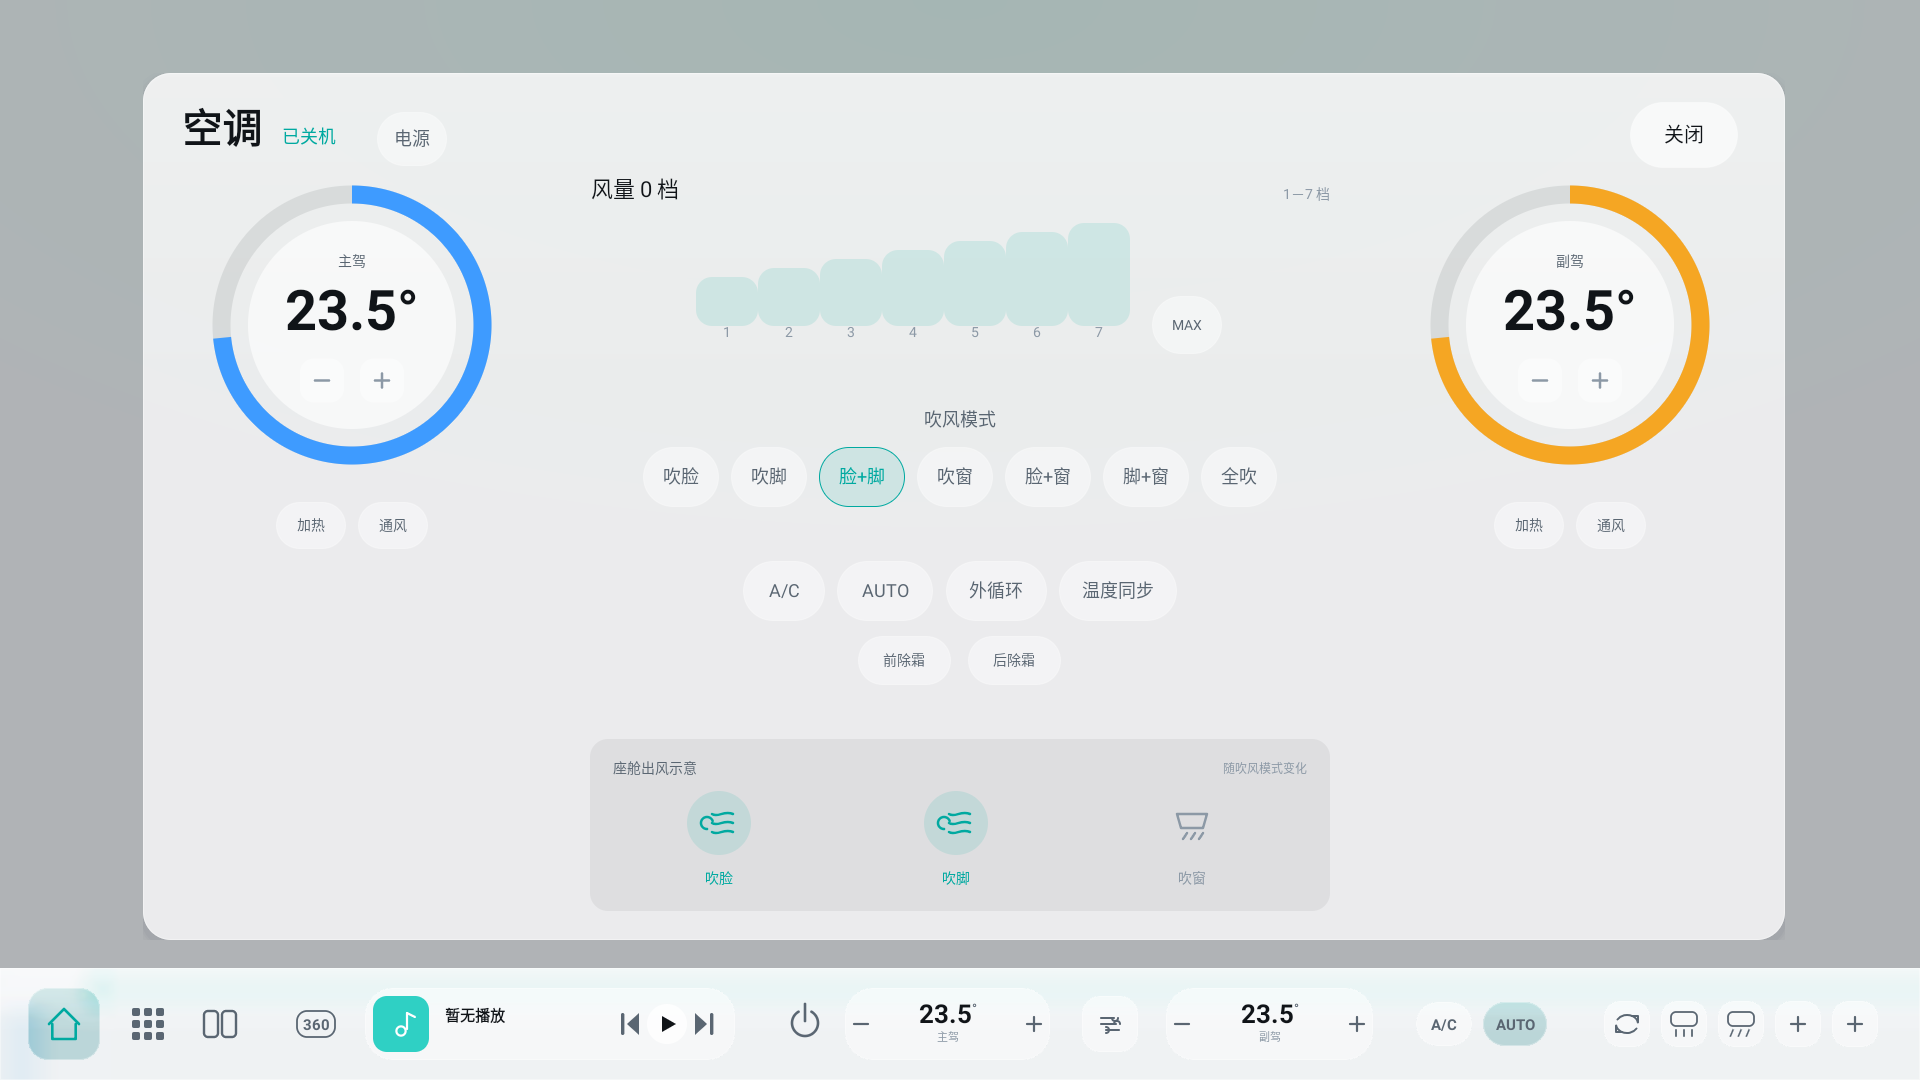 空调 已关机 电源
关闭
主驾
23.5°
加热 通风
风量 0 档
1—7 档
1 2 3 4 5 6 7
MAX
吹风模式
吹脸 吹脚 脸+脚 吹窗 脸+窗 脚+窗 全吹
A/C AUTO 外循环 温度同步
前除霜 后除霜
副驾
23.5°
加热 通风
座舱出风示意
随吹风模式变化
吹脸 吹脚 吹窗
360
暂无播放
23.5°
主驾
23.5°
副驾
A/C AUTO